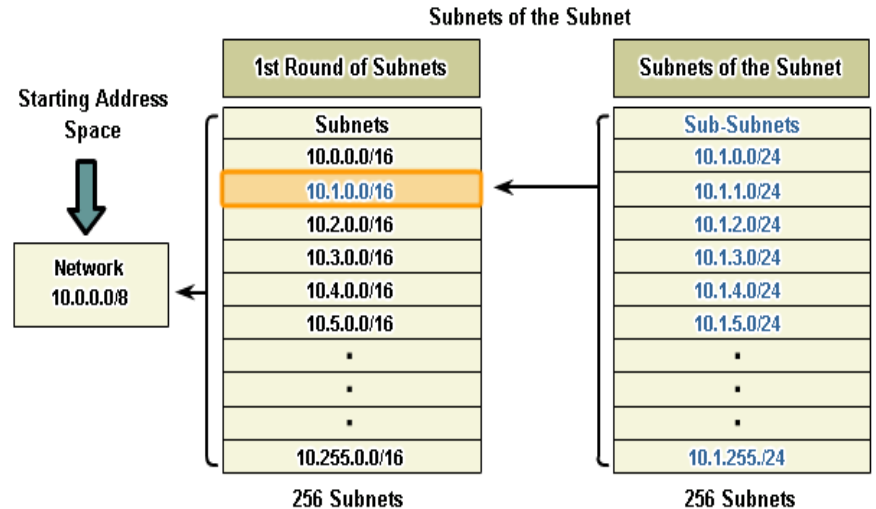 Subnets of the Subnet
1st Round of Subnets
Subnets of the Subnet
Starting Address
Space
Network
10.0.0.0/8
Subnets
10.0.0.0/16
10.1.0.0/16
10.2.0.0/16
10.3.0.0/16
10.4.0.0/16
10.5.0.0/16
.
.
.
10.255.0.0/16
256 Subnets
Sub-Subnets
10.1.0.0/24
10.1.1.0/24
10.1.2.0/24
10.1.3.0/24
10.1.4.0/24
10.1.5.0/24
.
.
.
10.1.255./24
256 Subnets